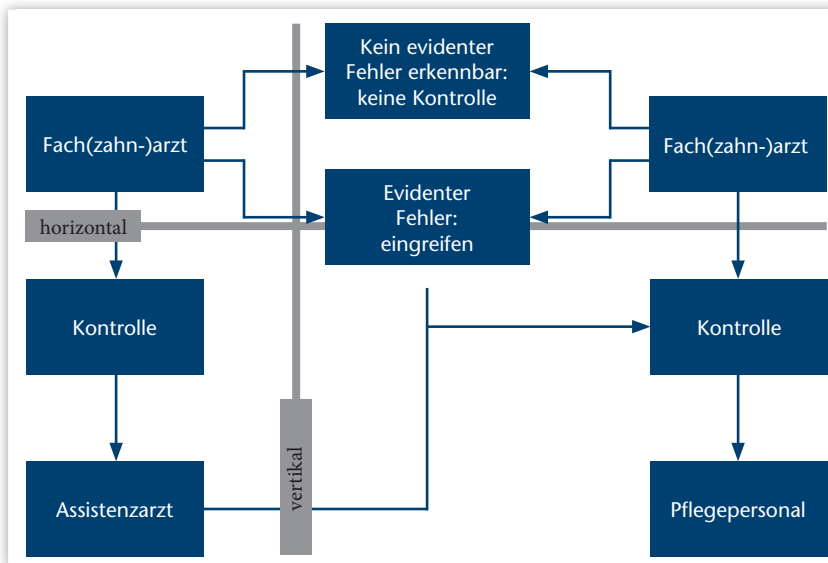 Kein evidenter
Fehler erkennbar:
keine Kontrolle
Fach(zahn-)arzt
Fach(zahn-)arzt
Evidenter
Fehler:
eingreifen
horizontal
Kontrolle
Kontrolle
vertikal
Assistenzarzt
Pflegepersonal